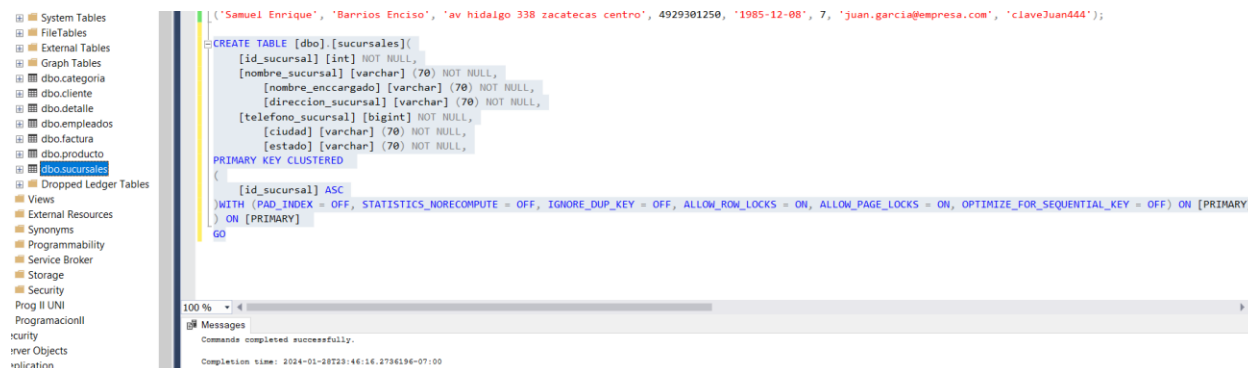 System Tables
FileTables
External Tables
Graph Tables
dbo.categoria
dbo.cliente
dbo.detalle
dbo.empleados
dbo.factura
dbo.producto
dbo.sucursales
Dropped Ledger Tables
Views
External Resources
Synonyms
Programmability
Service Broker
Storage
Security
Prog II UNI
ProgramacionII
ecurity
erver Objects
eplication
('Samuel Enrique', 'Barrios Enciso', 'av hidalgo 338 zacatecas centro', 4929301250, '1985-12-08', 7, 'juan.garcia@empresa.com', 'claveJuan444');
CREATE TABLE [dbo].[sucursales](
[id_sucursal] [int] NOT NULL,
[nombre_sucursal] [varchar] (70) NOT NULL,
[nombre_enccargado] [varchar] (70) NOT NULL,
[direccion_sucursal] [varchar] (70) NOT NULL,
[telefono_sucursal] [bigint] NOT NULL,
[ciudad] [varchar] (70) NOT NULL,
[estado] [varchar] (70) NOT NULL,
PRIMARY KEY CLUSTERED
(
[id_sucursal] ASC
)WITH (PAD_INDEX = OFF, STATISTICS_NORECOMPUTE = OFF, IGNORE_DUP_KEY = OFF, ALLOW_ROW_LOCKS = ON, ALLOW_PAGE_LOCKS = ON, OPTIMIZE_FOR_SEQUENTIAL_KEY = OFF) ON [PRIMARY
) ON [PRIMARY]
GO
100 %
Messages
Commands completed successfully.
Completion time: 2024-01-28T23:46:16.2736196-07:00